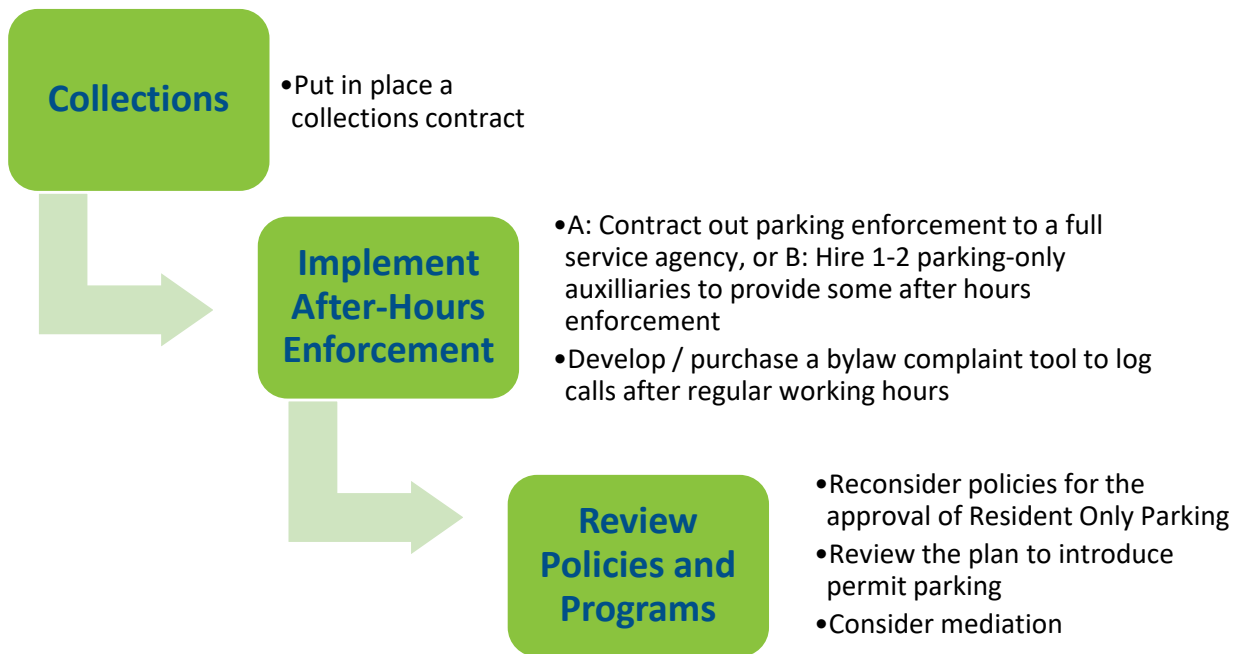 Collections
•Put in place a
collections contract
Implement
After-Hours
Enforcement
•A: Contract out parking enforcement to a full
service agency, or B: Hire 1-2 parking-only
auxilliaries to provide some after hours
enforcement
•Develop / purchase a bylaw complaint tool to log
calls after regular working hours
Review
Policies and
Programs
•Reconsider policies for the
approval of Resident Only Parking
•Review the plan to introduce
permit parking
•Consider mediation